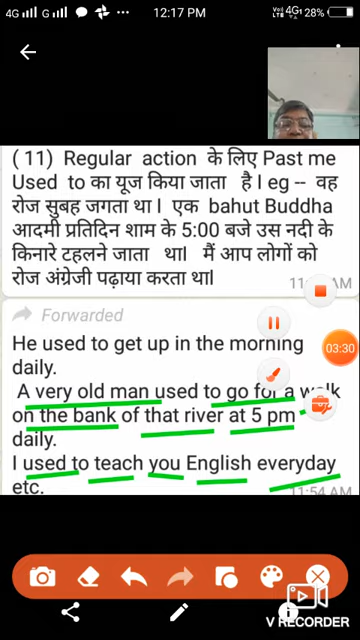 4G G 12:17 PM VoLTE 4G 28%
( 11) Regular action के लिए Past me
Used to का यूज किया जाता है I eg -- वह
रोज सुबह जगता था I एक bahut Buddha
आदमी प्रतिदिन शाम के 5:00 बजे उस नदी के
किनारे टहलने जाता था। मैं आप लोगों को
रोज अंग्रेजी पढ़ाया करता था।
AM
Forwarded
He used to get up in the morning
daily.
03:30
A very old man used to go for a walk
on the bank of that river at 5 pm
daily.
I used to teach you English everyday
etc.
11:54 AM
V RECORDER